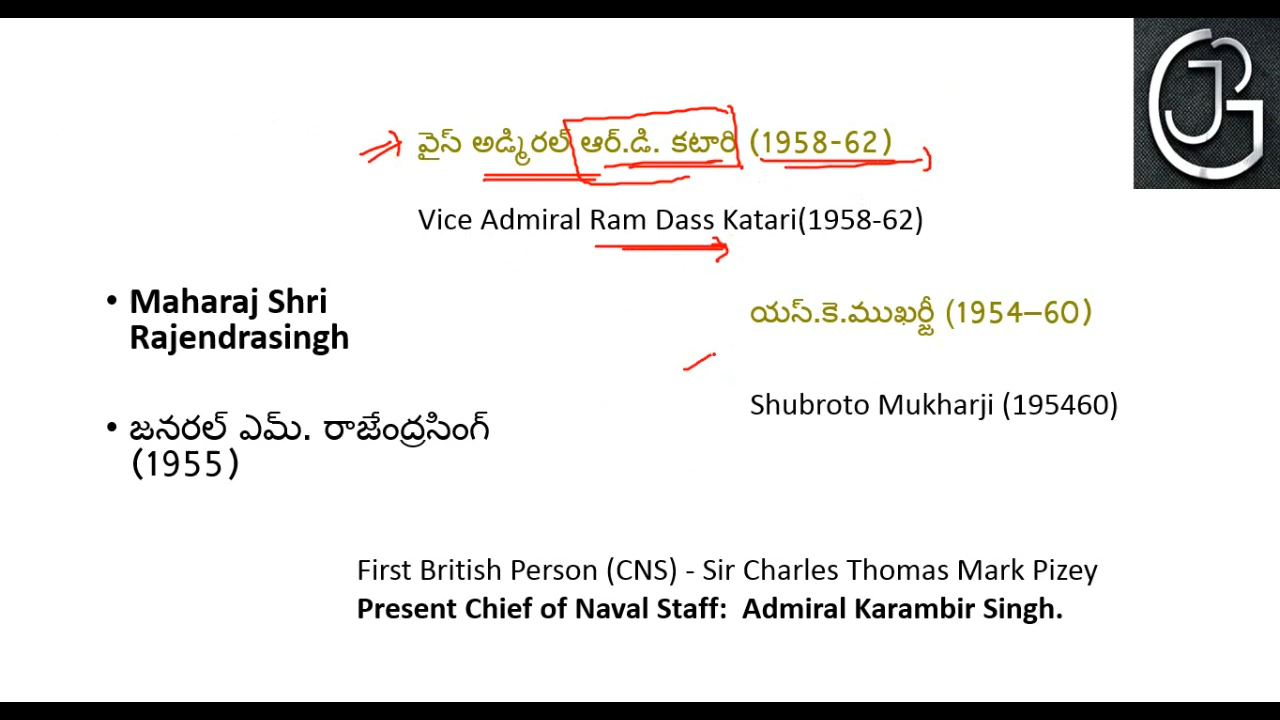 వైస్ అడ్మిరల్ ఆర్.డి. కటారి (1958-62)
Vice Admiral Ram Dass Katari(1958-62)
• Maharaj Shri
Rajendrasingh
యస్.కె.ముఖర్జీ (1954–60)
Shubroto Mukharji (195460)
• జనరల్ ఎమ్. రాజేంద్రసింగ్
(1955)
First British Person (CNS) - Sir Charles Thomas Mark Pizey
Present Chief of Naval Staff: Admiral Karambir Singh.